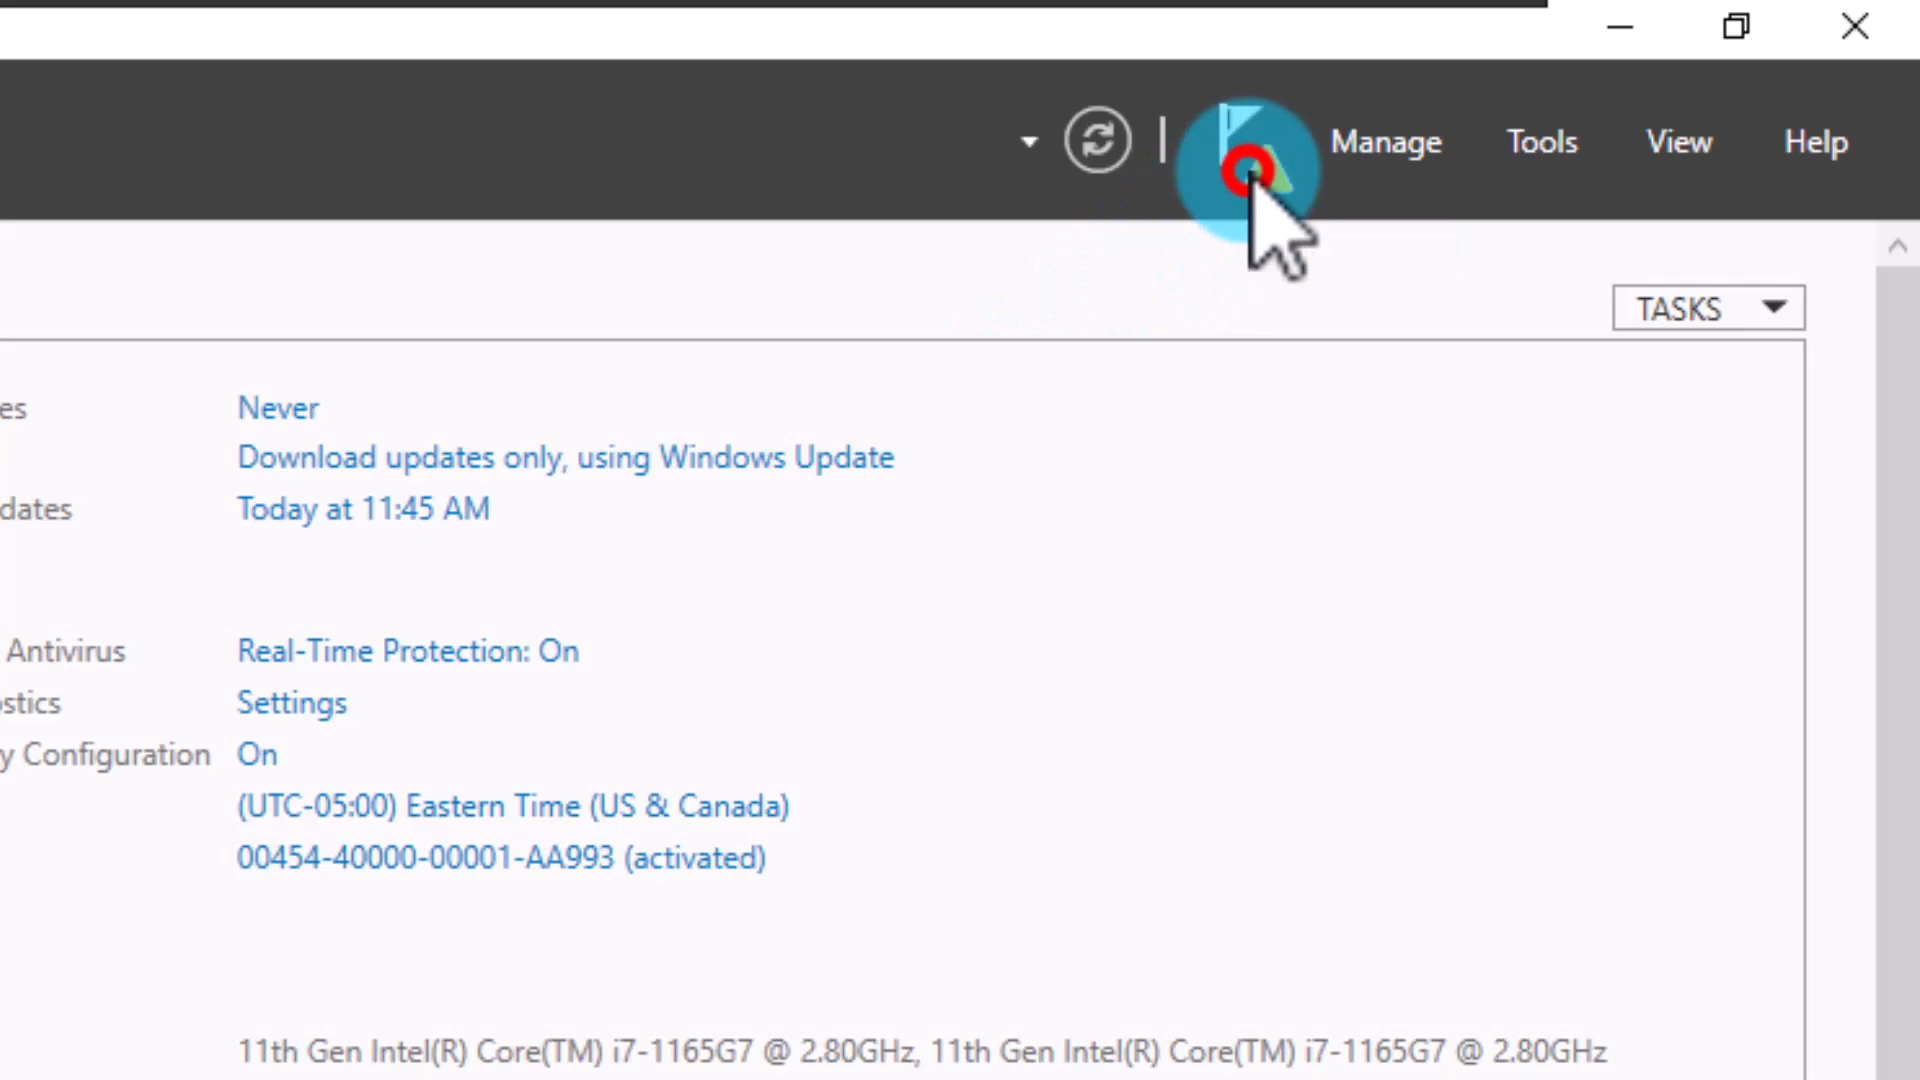 Manage Tools View Help
TASKS
es Never
Download updates only, using Windows Update
dates Today at 11:45 AM
Antivirus Real-Time Protection: On
stics Settings
y Configuration On
(UTC-05:00) Eastern Time (US & Canada)
00454-40000-00001-AA993 (activated)
11th Gen Intel(R) Core(TM) i7-1165G7 @ 2.80GHz, 11th Gen Intel(R) Core(TM) i7-1165G7 @ 2.80GHz